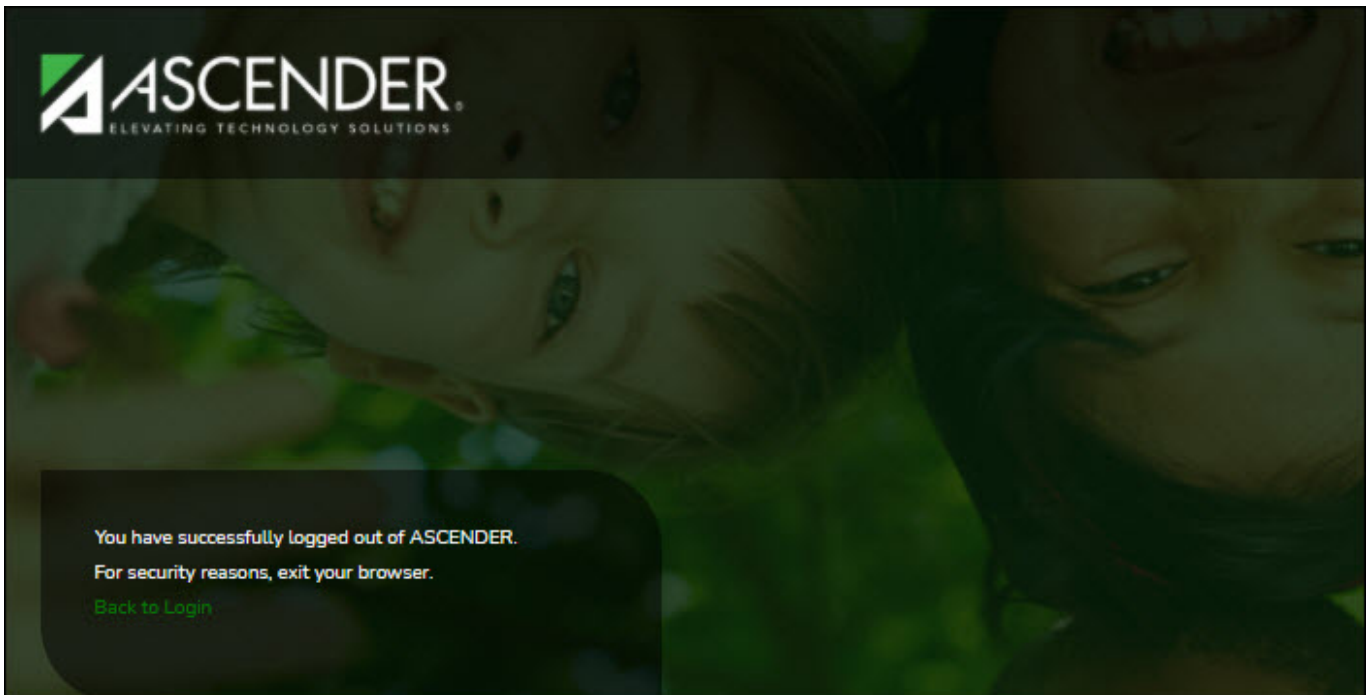 ASCENDER®
ELEVATING TECHNOLOGY SOLUTIONS
You have successfully logged out of ASCENDER.
For security reasons, exit your browser.
Back to Login